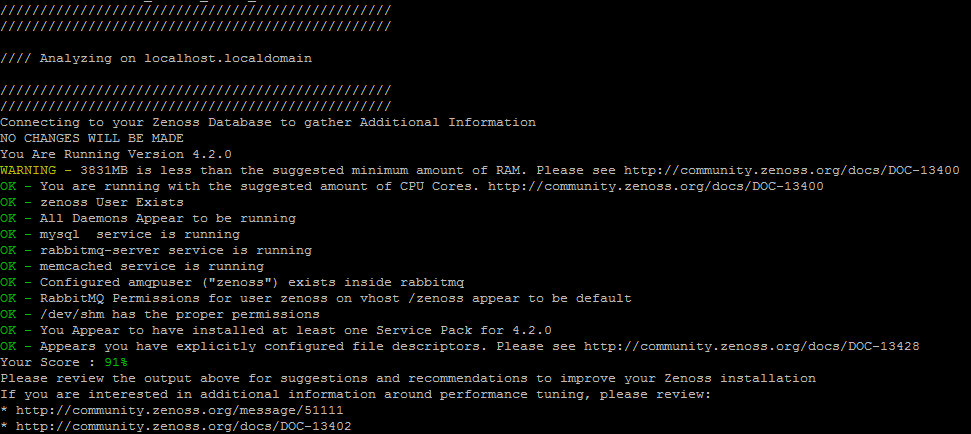 /////////////////////////////////////////////////
/////////////////////////////////////////////////
//// Analyzing on localhost.localdomain
/////////////////////////////////////////////////
/////////////////////////////////////////////////
Connecting to your Zenoss Database to gather Additional Information
NO CHANGES WILL BE MADE
You Are Running Version 4.2.0
WARNING - 3831MB is less than the suggested minimum amount of RAM. Please see http://community.zenoss.org/docs/DOC-13400
OK - You are running with the suggested amount of CPU Cores. http://community.zenoss.org/docs/DOC-13400
OK - zenoss User Exists
OK - All Daemons Appear to be running
OK - mysql  service is running
OK - rabbitmq-server service is running
OK - memcached service is running
OK - Configured amqpuser ("zenoss") exists inside rabbitmq
OK - RabbitMQ Permissions for user zenoss on vhost /zenoss appear to be default
OK - /dev/shm has the proper permissions
OK - You Appear to have installed at least one Service Pack for 4.2.0
OK - Appears you have explicitly configured file descriptors. Please see http://community.zenoss.org/docs/DOC-13428
Your Score : 91%
Please review the output above for suggestions and recommendations to improve your Zenoss installation
If you are interested in additional information around performance tuning, please review:
* http://community.zenoss.org/message/51111
* http://community.zenoss.org/docs/DOC-13402